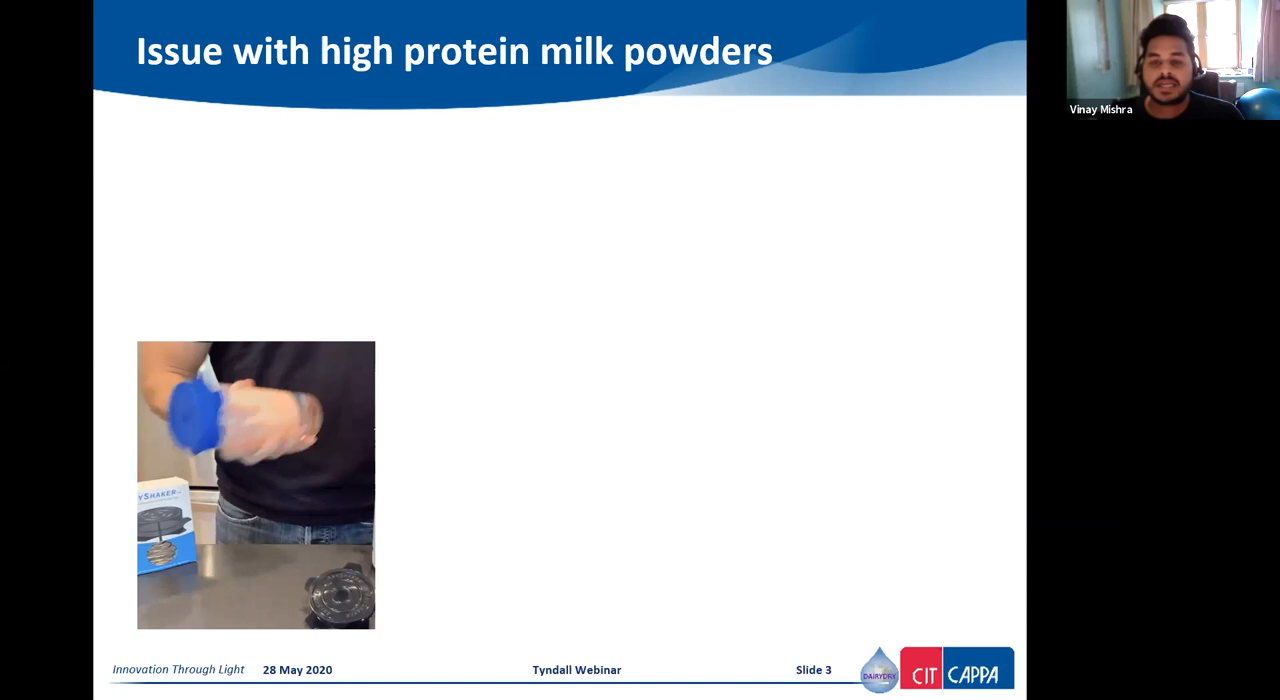 Issue with high protein milk powders
Vinay Mishra
YSHAKER
Innovation Through Light
28 May 2020
Tyndall Webinar
Slide 3
DAIRYDRY
CIT
CAPPA